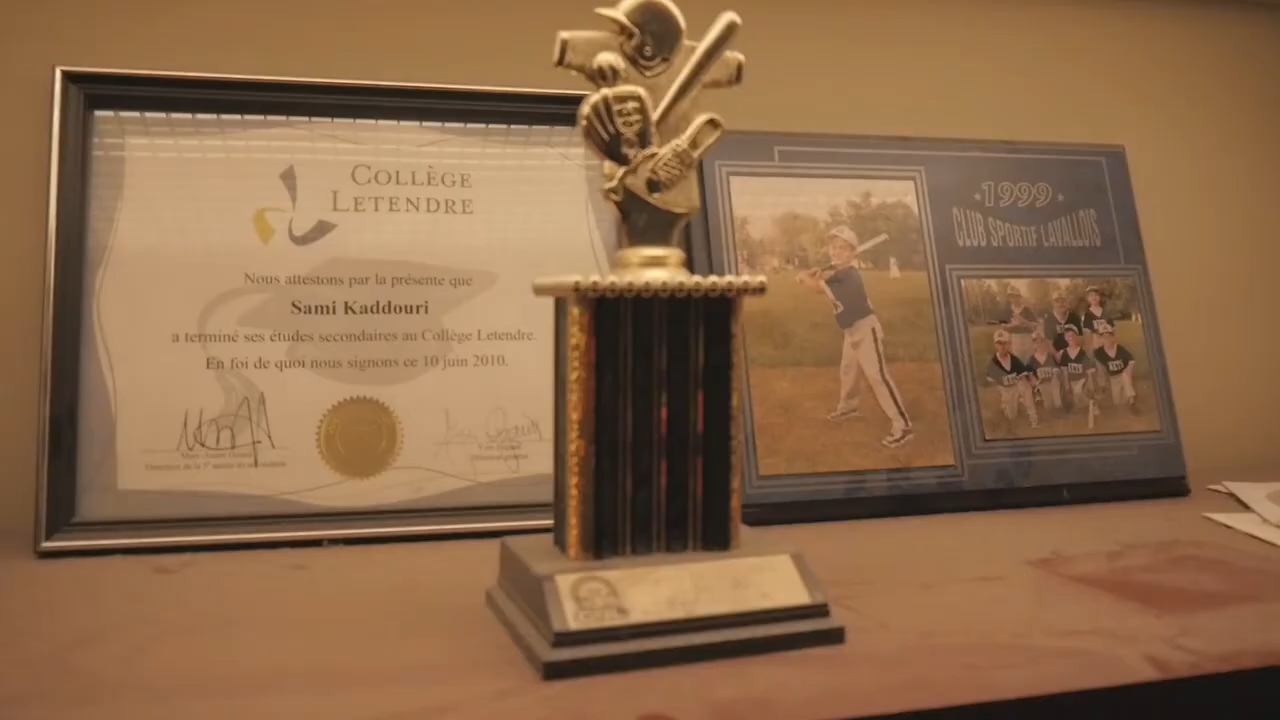 COLLÈGE
LETENDRE
Nous attestons par la présente que
Sami Kaddouri
a terminé ses études secondaires au Collège Letendre.
En foi de quoi nous signons ce 10 juin 2010.
1999
CLUB SPORTIF LAVALLOIS
METS